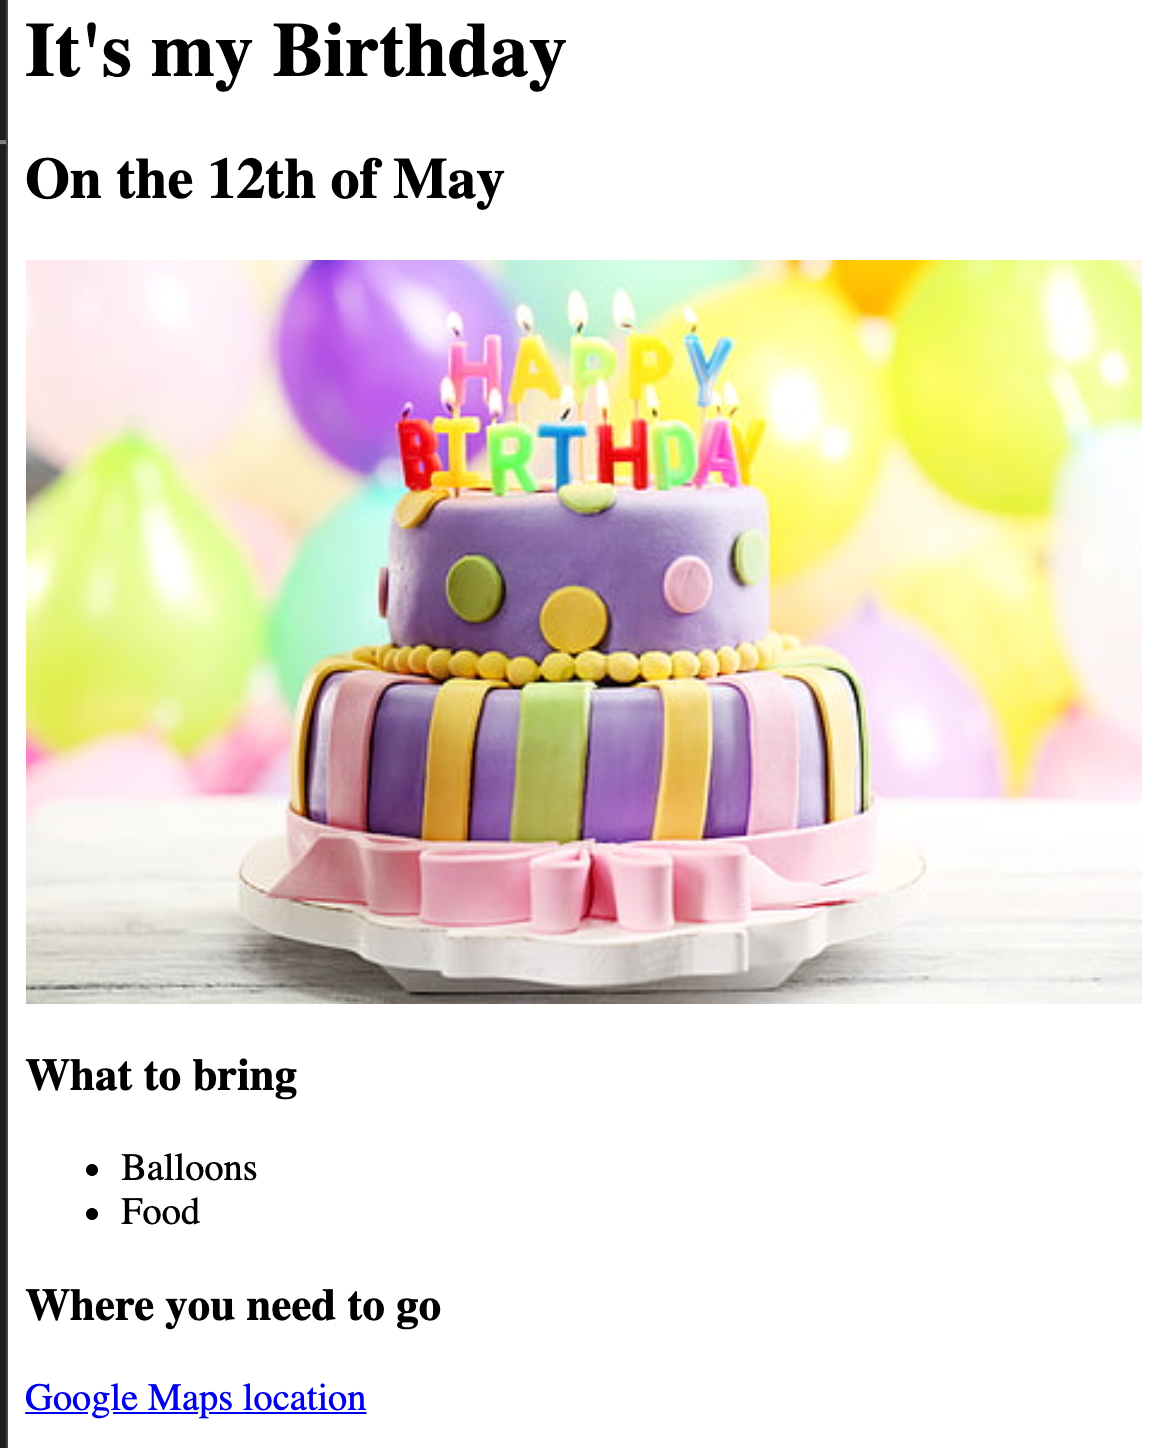 It's my Birthday
On the 12th of May
HAPPY
BIRTHDAY
What to bring
Balloons
Food
Where you need to go
Google Maps location